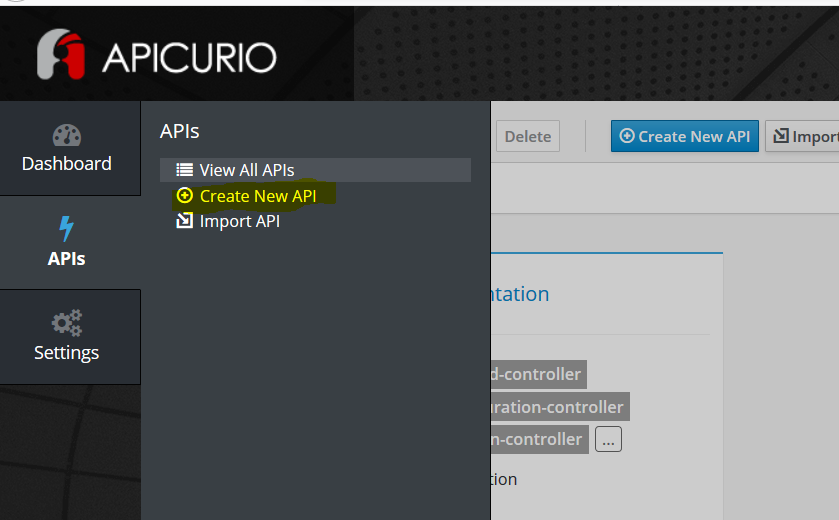 APICURIO
Dashboard
APIs
Settings
APIs
View All APIs
Create New API
Import API
Delete
Create New API
Import
ntation
d-controller
uration-controller
n-controller
...
tion